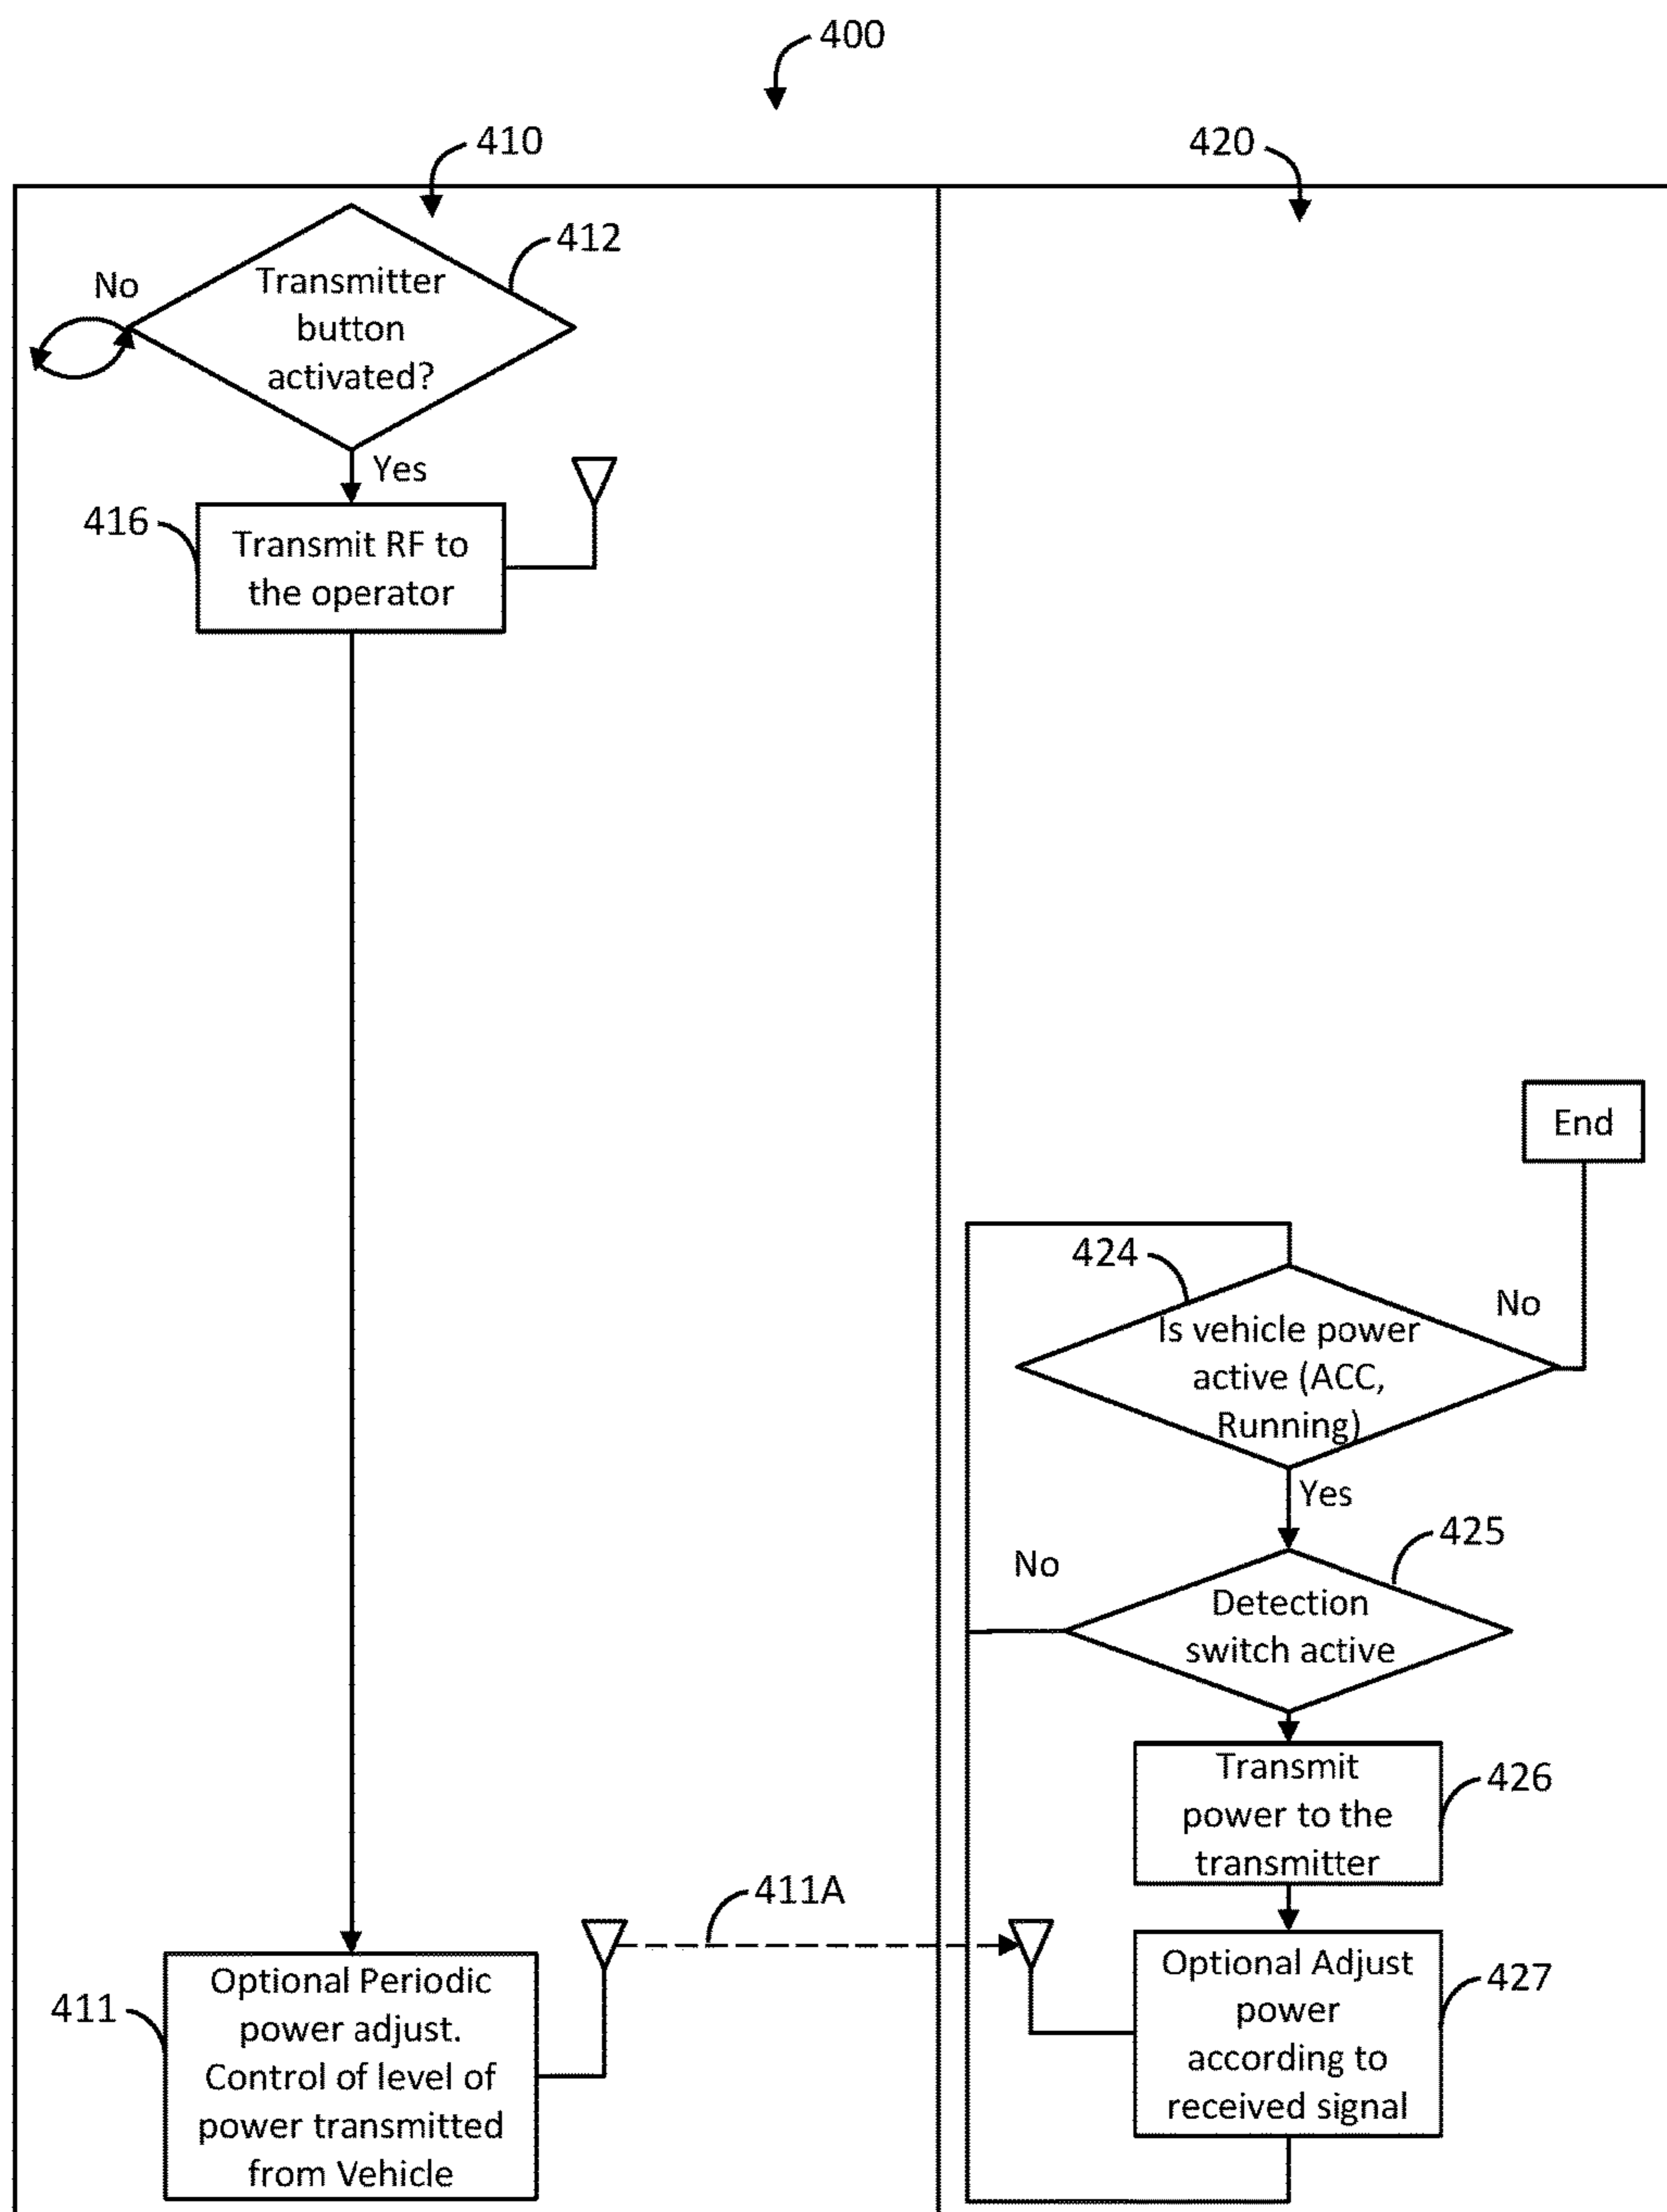 400
410
420
412
Transmitter
button
activated?
No
Yes
416
Transmit RF to
the operator
End
424
Is vehicle power
active (ACC,
Running)
No
Yes
425
No
Detection
switch active
Transmit
power to the
transmitter
426
411A
411
Optional Periodic
power adjust.
Control of level of
power transmitted
from Vehicle
Optional Adjust
power
according to
received signal
427